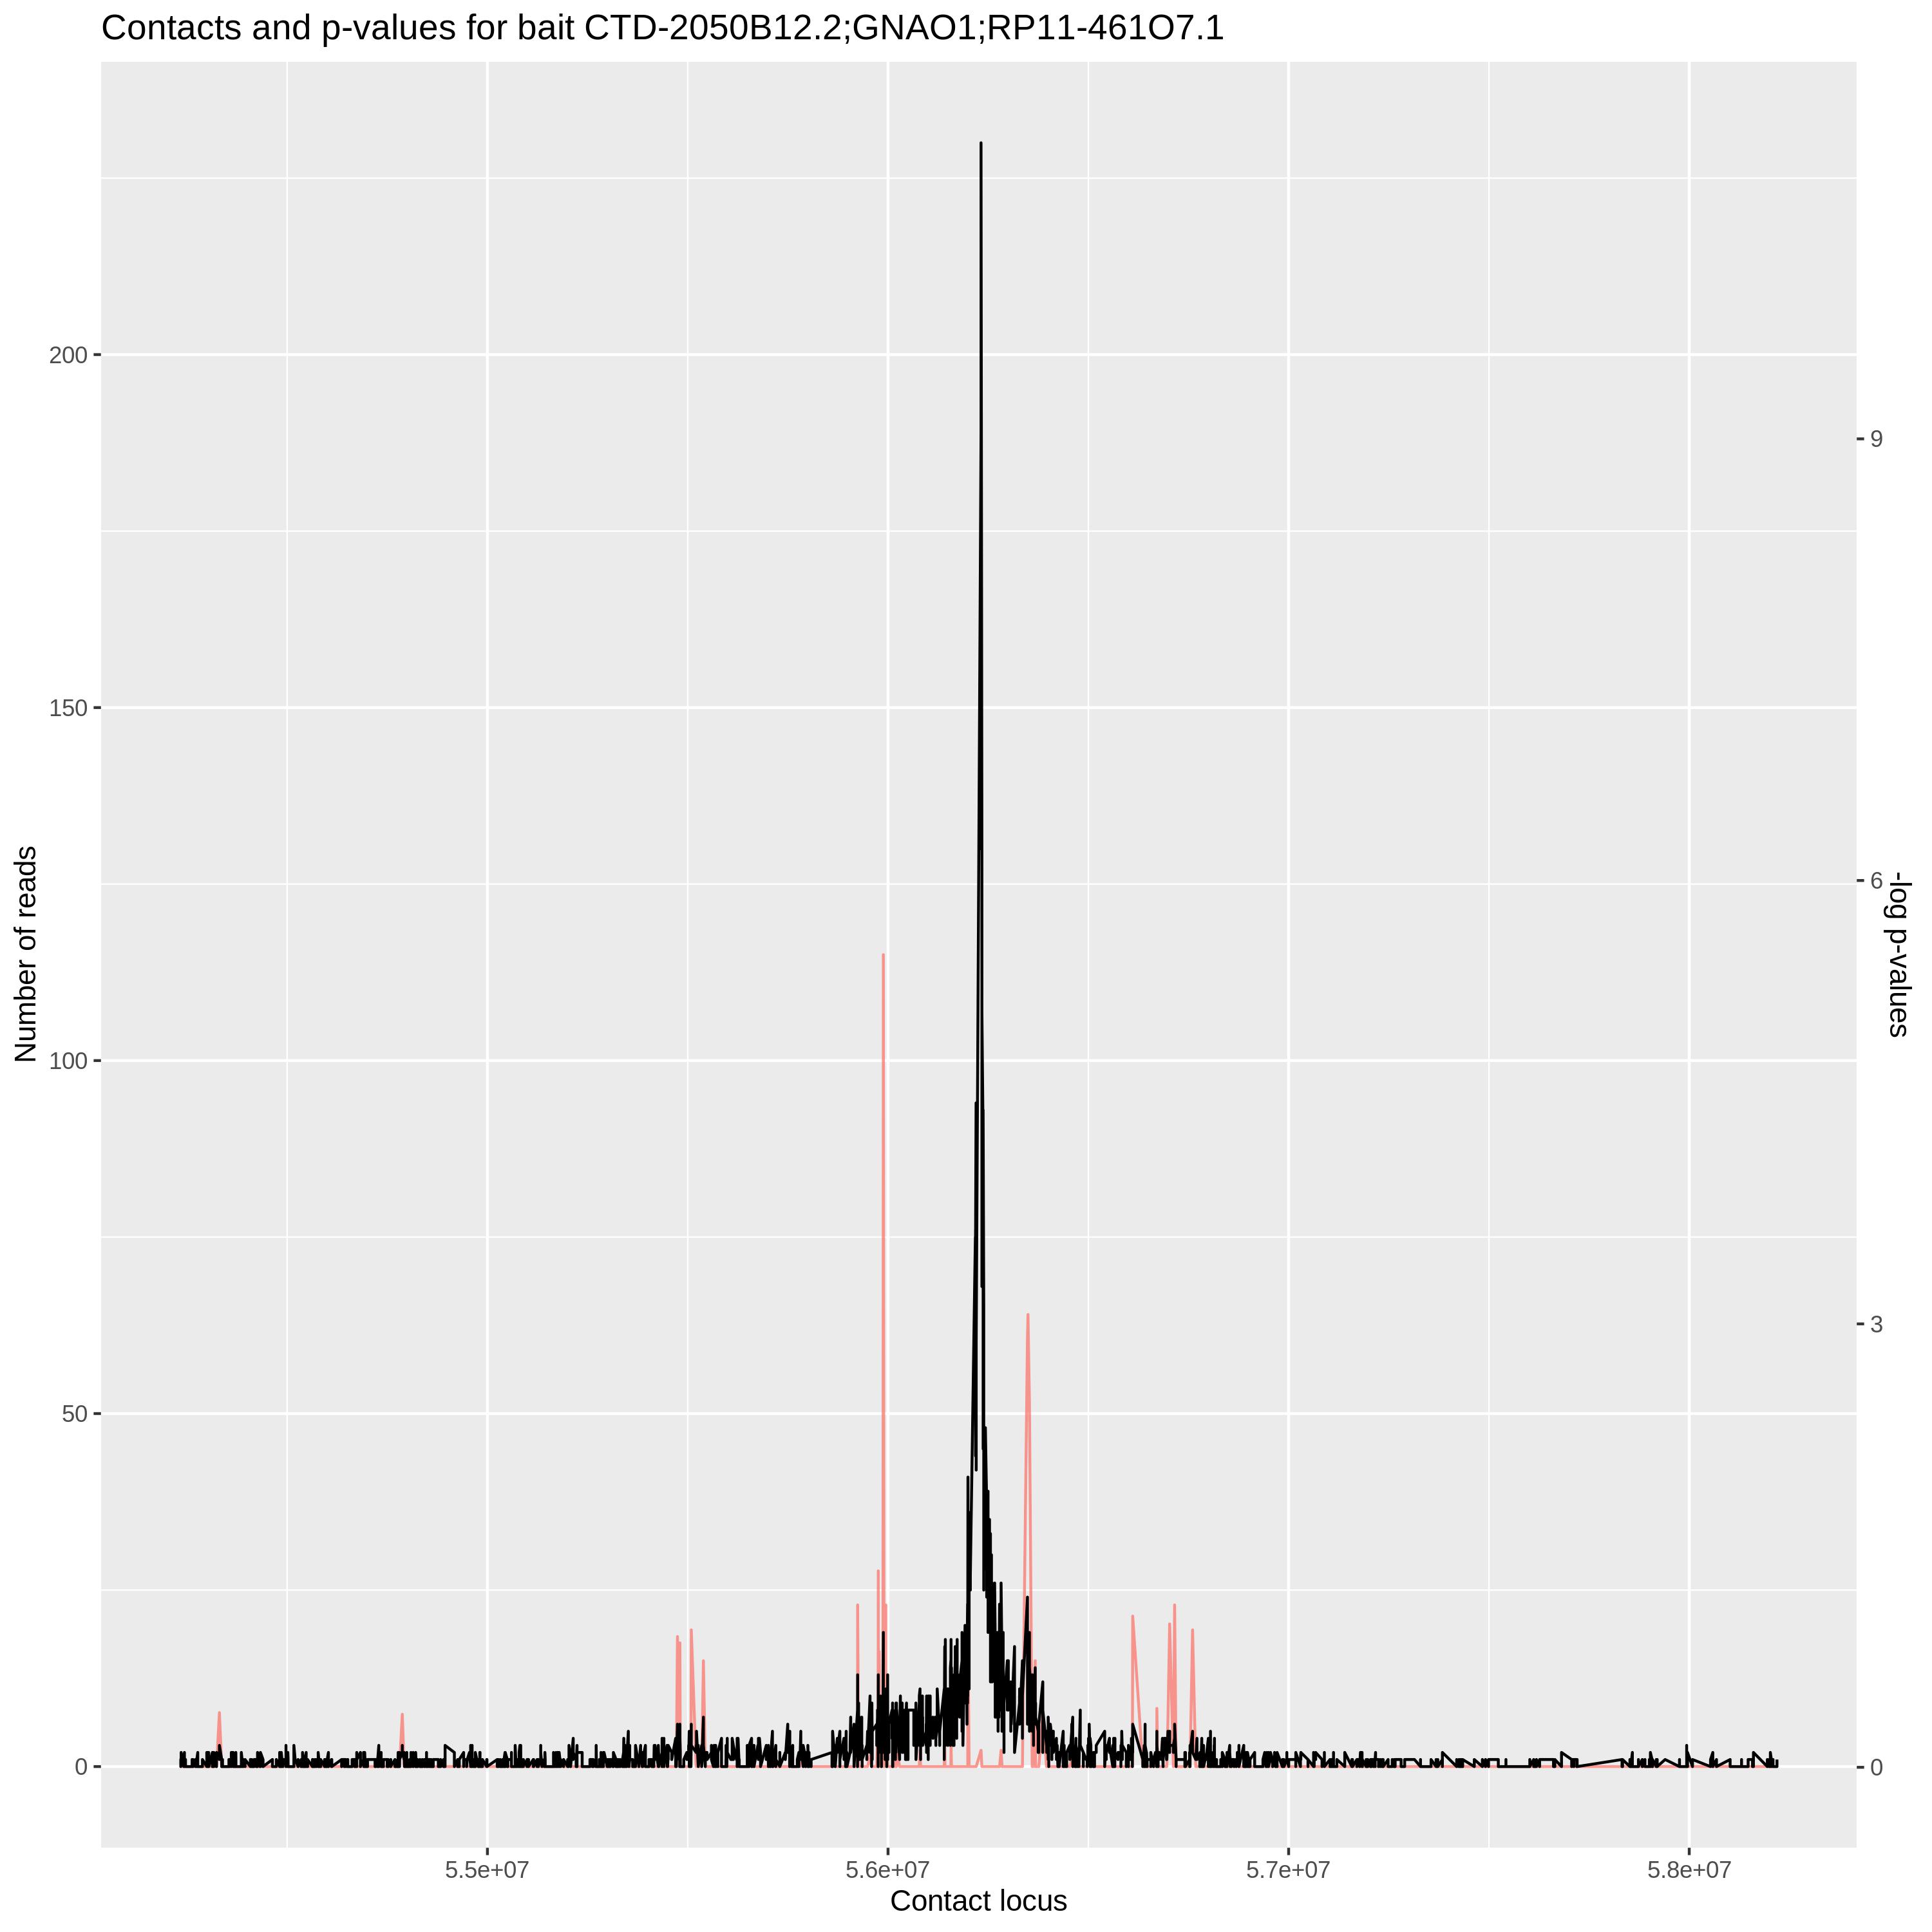 Contacts and p-values for bait CTD-2050B12.2;GNAO1;RP11-461O7.1
Number of reads
200
150
100
50
0
9
6
3
0
-log p-values
5.5e+07
5.6e+07
5.7e+07
5.8e+07
Contact locus